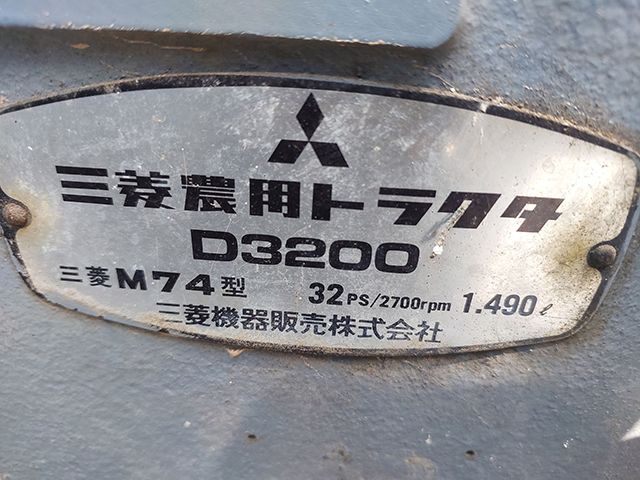 三菱農用トラクタ
D3200
三菱M74型 32PS/2700rpm 1.490ℓ
三菱機器販売株式会社